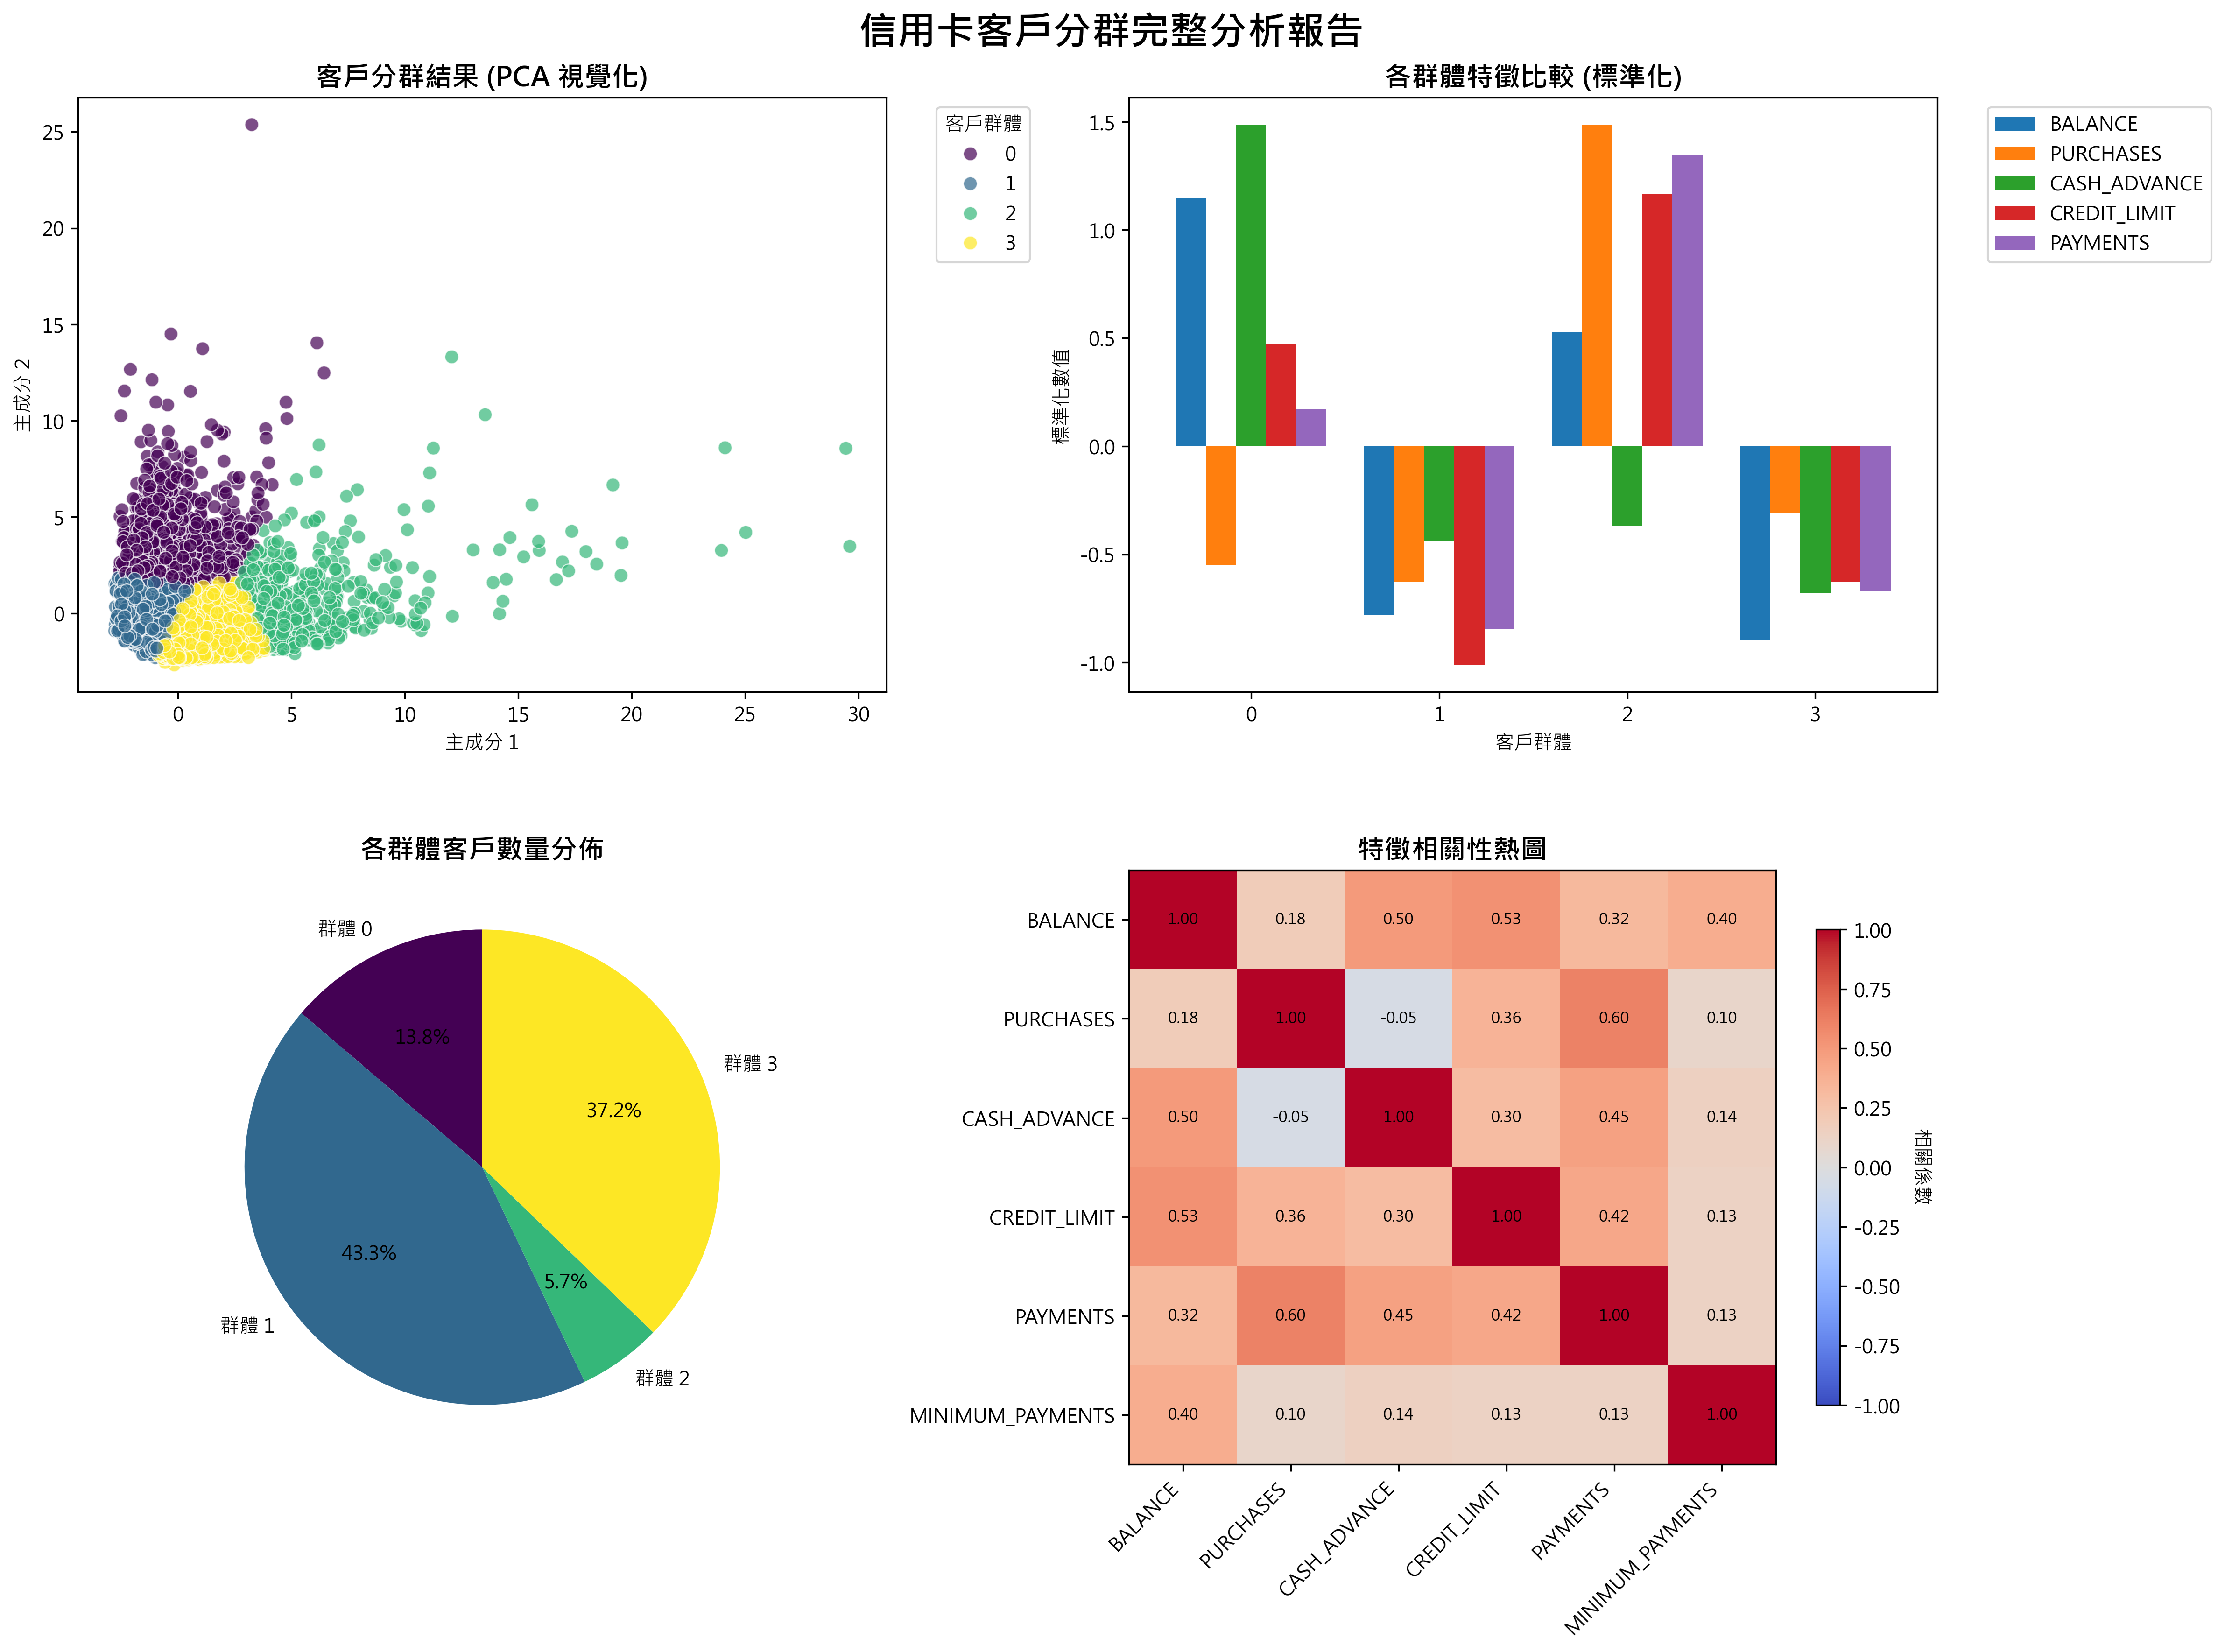 信用卡客戶分群完整分析報告
客戶分群結果 (PCA 視覺化)
25
20
15
10
5
0
主成分 2
0
5
10
15
20
25
30
主成分 1
客戶群體
0
1
2
3
各群體特徵比較 (標準化)
1.5
1.0
0.5
0.0
-0.5
-1.0
標準化數值
0
1
2
3
客戶群體
BALANCE
PURCHASES
CASH_ADVANCE
CREDIT_LIMIT
PAYMENTS
各群體客戶數量分佈
群體 0
13.8%
群體 3
37.2%
43.3%
5.7%
群體 1
群體 2
特徵相關性熱圖
BALANCE 1.00 0.18 0.50 0.53 0.32 0.40
PURCHASES 0.18 1.00 -0.05 0.36 0.60 0.10
CASH_ADVANCE 0.50 -0.05 1.00 0.30 0.45 0.14
CREDIT_LIMIT 0.53 0.36 0.30 1.00 0.42 0.13
PAYMENTS 0.32 0.60 0.45 0.42 1.00 0.13
MINIMUM_PAYMENTS 0.40 0.10 0.14 0.13 0.13 1.00
BALANCE
PURCHASES
CASH_ADVANCE
CREDIT_LIMIT
PAYMENTS
MINIMUM_PAYMENTS
1.00
0.75
0.50
0.25
0.00
-0.25
-0.50
-0.75
-1.00
相關係數